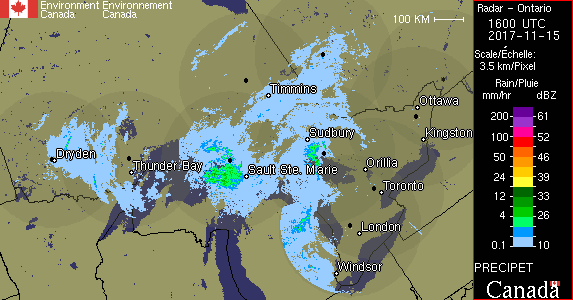 Environment Environnement
Canada Canada
100 KM
Timmins
Ottawa
Sudbury
Kingston
Dryden
Thunder Bay
Sault Ste. Marie
Orillia
Toronto
London
Windsor
Radar - Ontario
1600 UTC
2017-11-15
Scale/Échelle:
3.5 km/Pixel
Rain/Pluie
mm/hr dBZ
200 61
100 52
50 46
24 39
12 34
4 26
0.1 10
PRECIPET
Canada